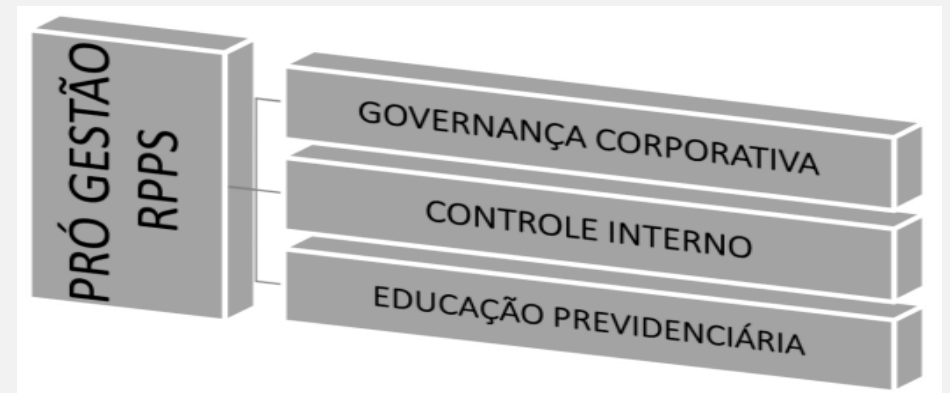 PRÓ GESTÃO
RPPS
GOVERNANÇA CORPORATIVA
CONTROLE INTERNO
EDUCAÇÃO PREVIDENCIÁRIA